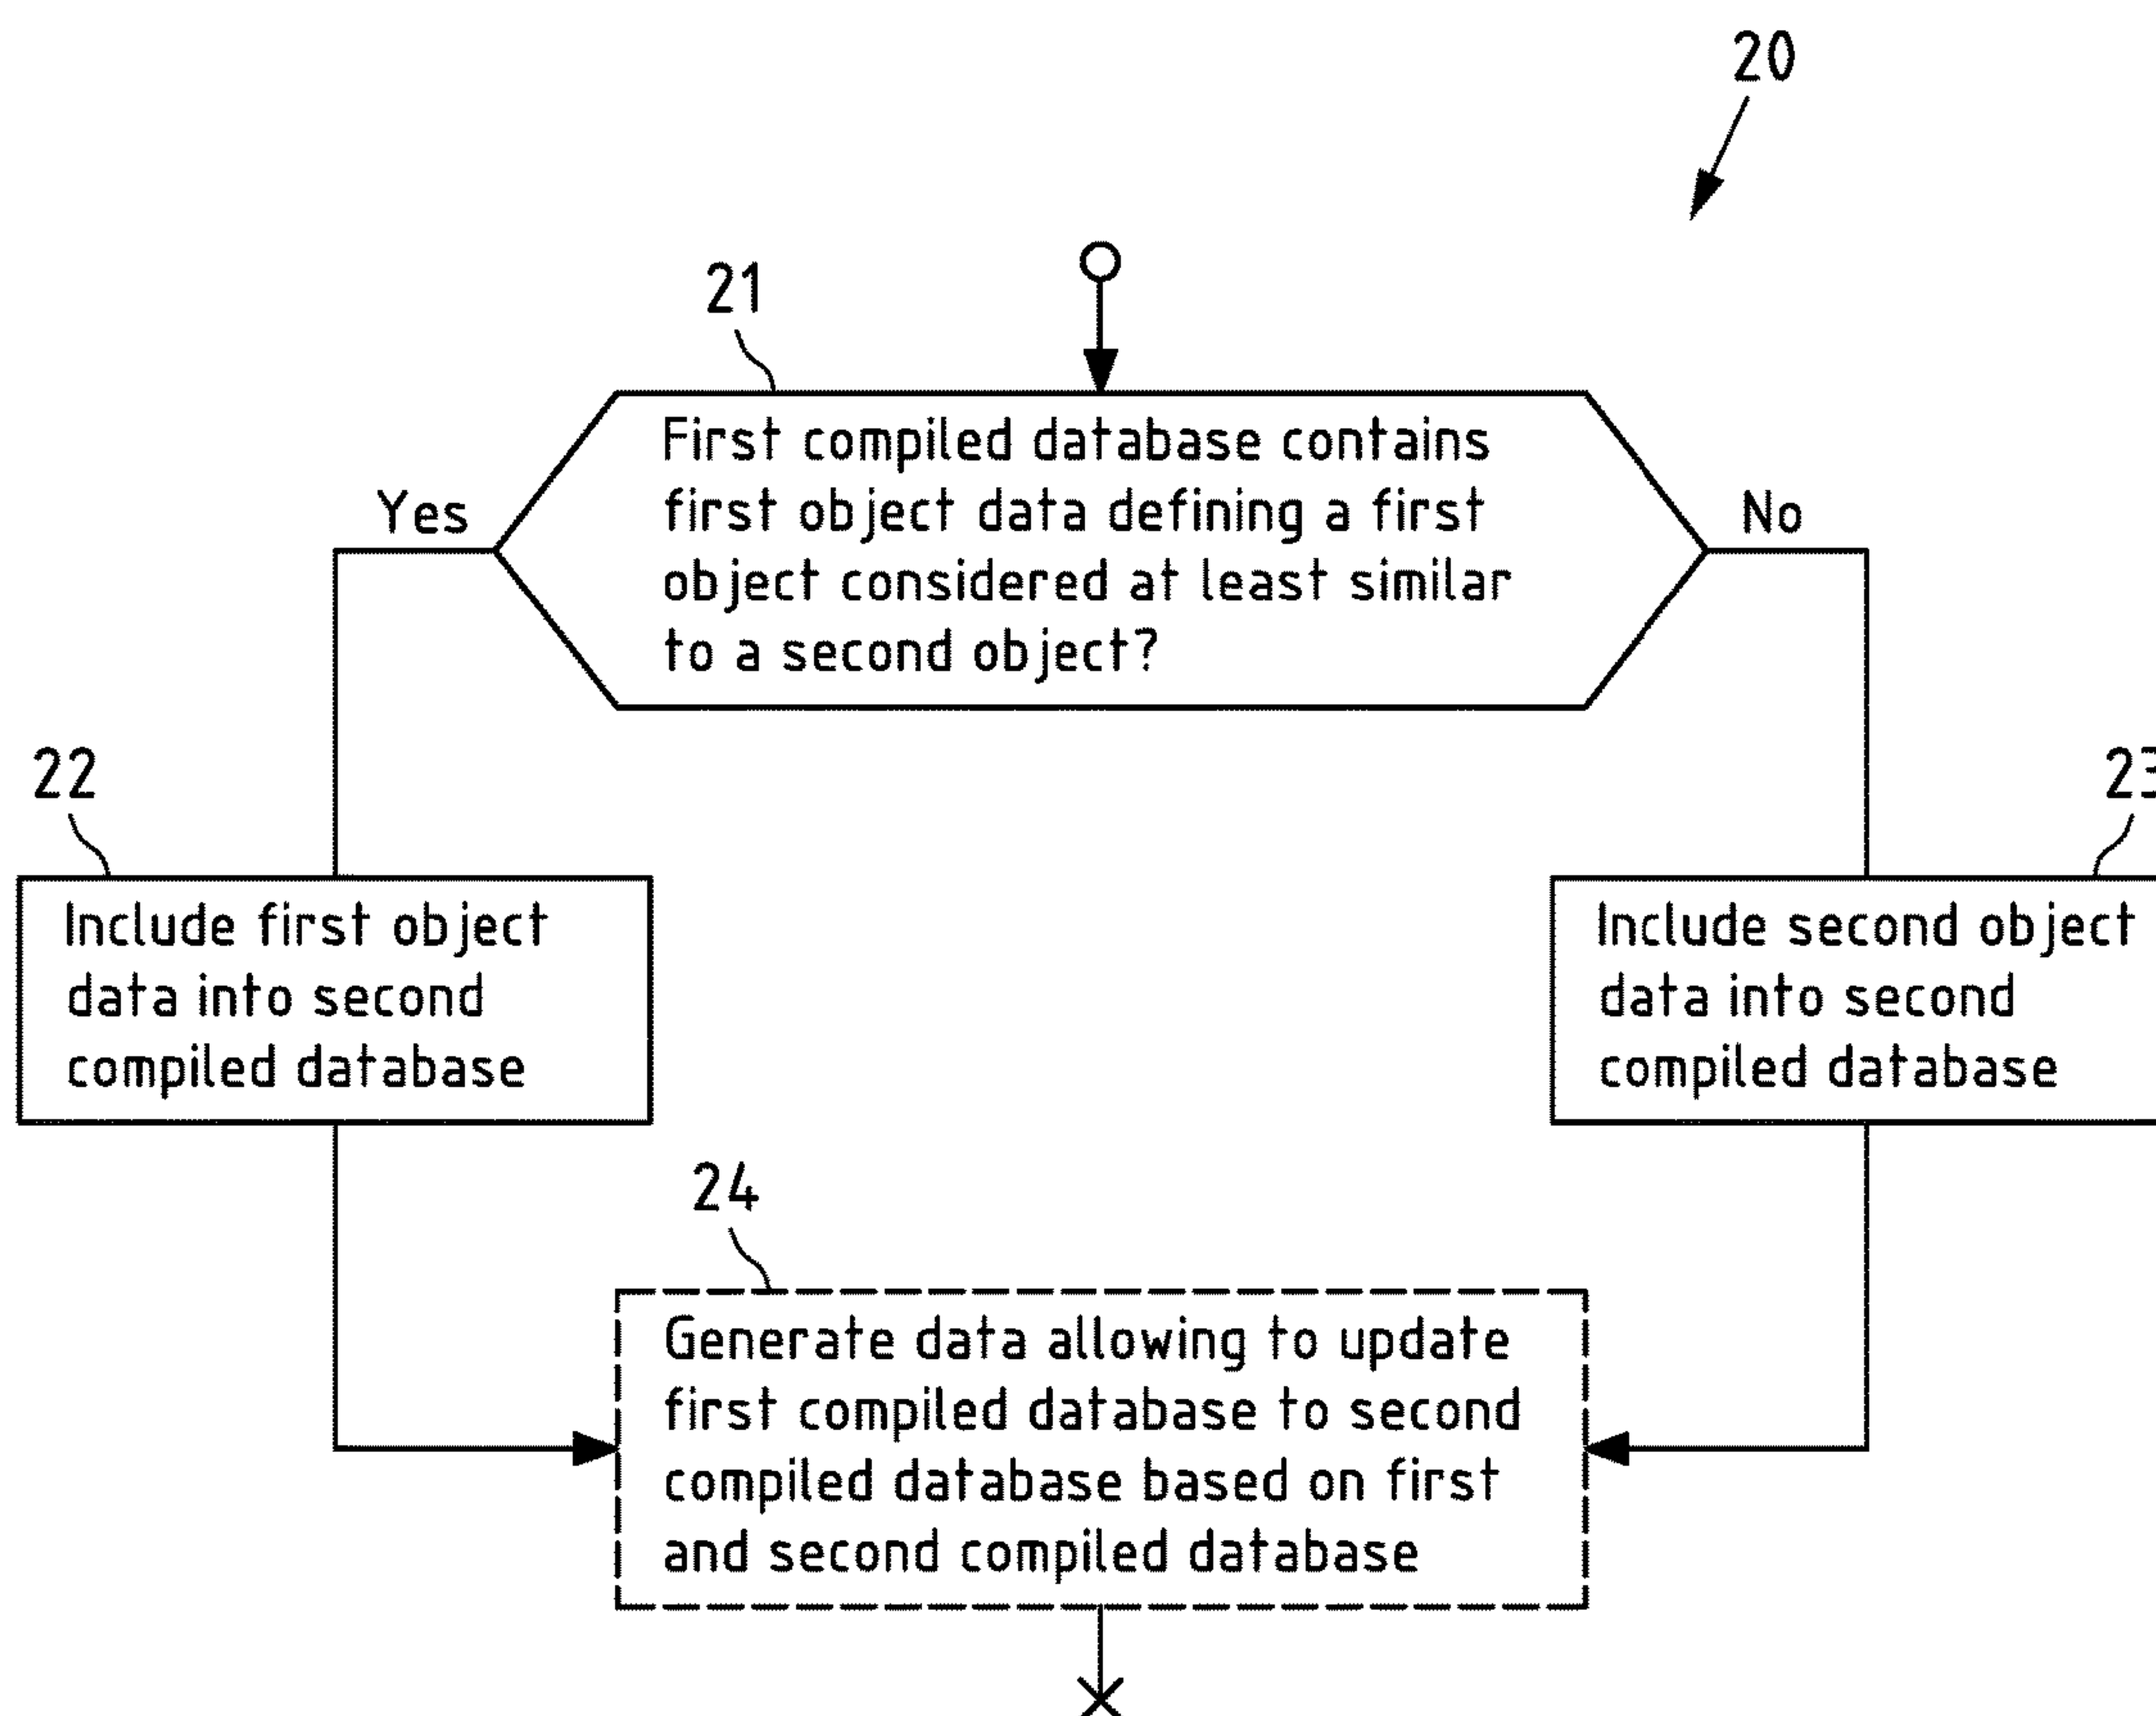 20
21
First compiled database contains
first object data defining a first
object considered at least similar
to a second object?
Yes
No
22
23
Include first object
data into second
compiled database
Include second object
data into second
compiled database
24
Generate data allowing to update
first compiled database to second
compiled database based on first
and second compiled database